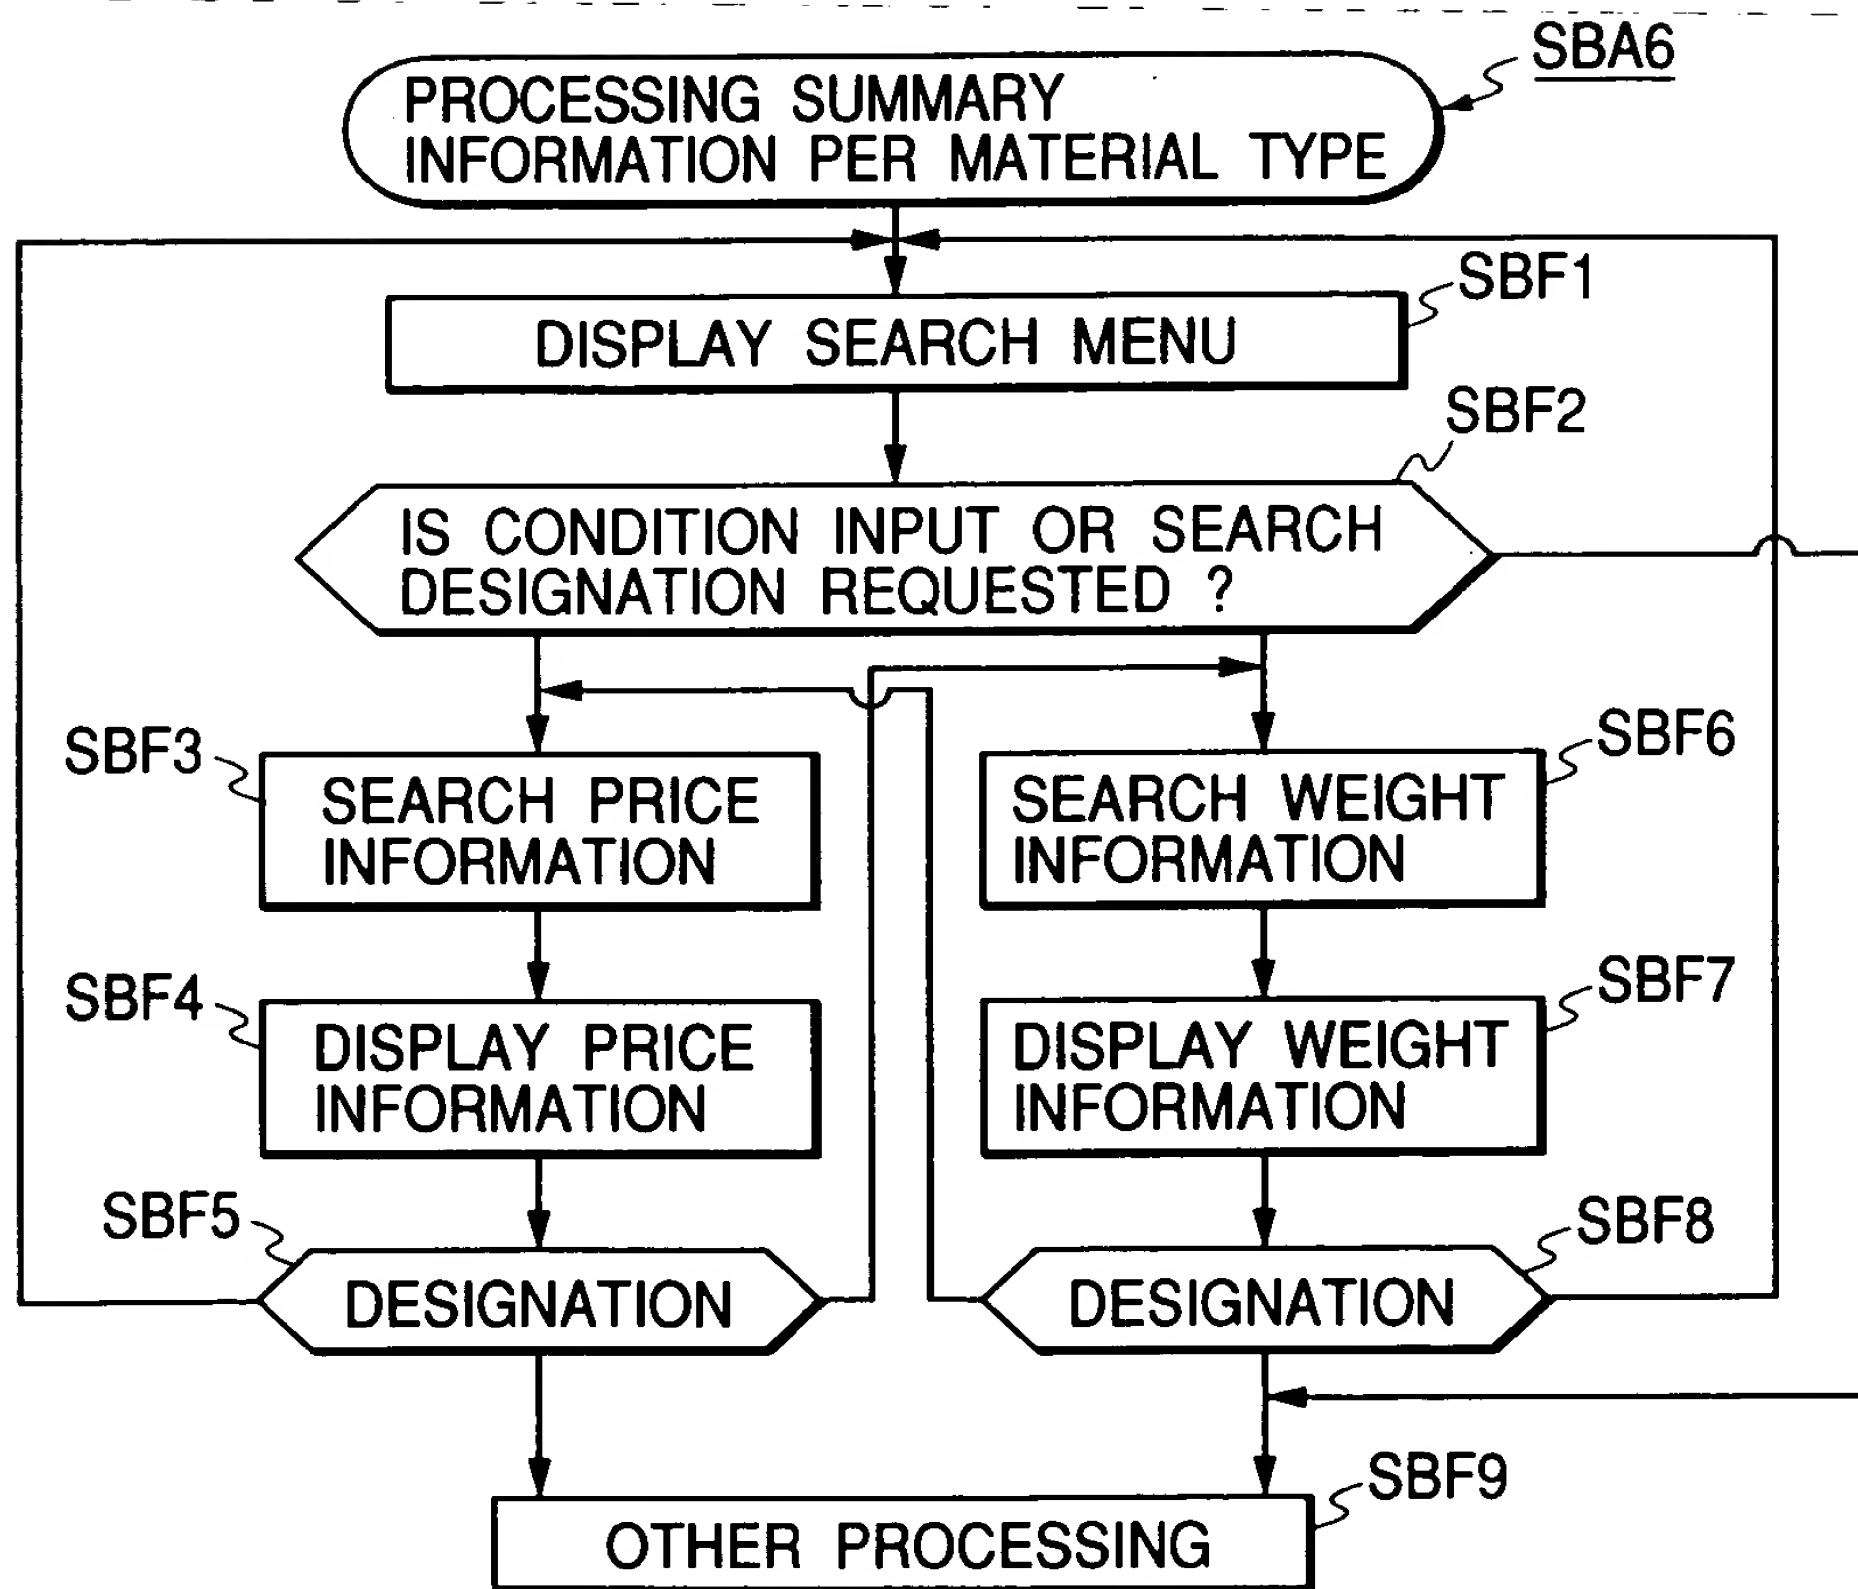 SBA6
PROCESSING SUMMARY
INFORMATION PER MATERIAL TYPE
SBF1
DISPLAY SEARCH MENU
SBF2
IS CONDITION INPUT OR SEARCH
DESIGNATION REQUESTED ?
SBF3
SEARCH PRICE
INFORMATION
SBF6
SEARCH WEIGHT
INFORMATION
SBF4
DISPLAY PRICE
INFORMATION
SBF7
DISPLAY WEIGHT
INFORMATION
SBF5
DESIGNATION
SBF8
DESIGNATION
SBF9
OTHER PROCESSING